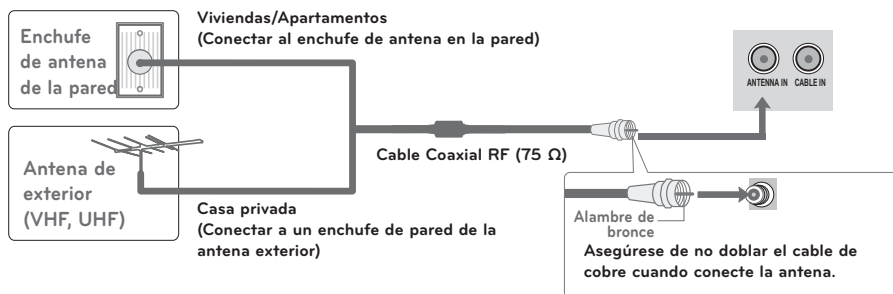 Enchufe
de antena
de la pared
Viviendas/Apartamentos
(Conectar al enchufe de antena en la pared)
ANTENNA IN CABLE IN
Cable Coaxial RF (75 Ω)
Antena de
exterior
(VHF, UHF)
Casa privada
(Conectar a un enchufe de pared de la
antena exterior)
Alambre de
bronce
Asegúrese de no doblar el cable de
cobre cuando conecte la antena.